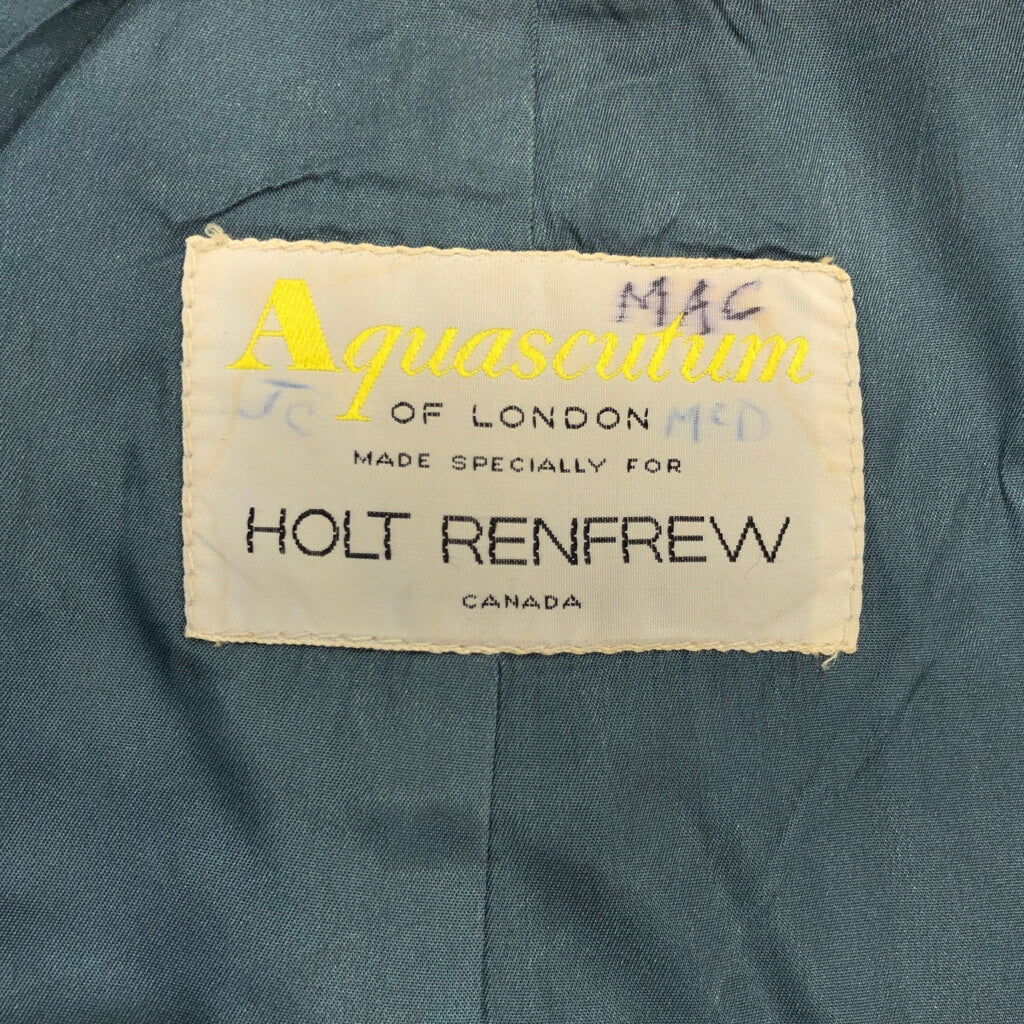 MAC
Aquascutum
JC OF LONDON McD
MADE SPECIALLY FOR
HOLT RENFREW
CANADA